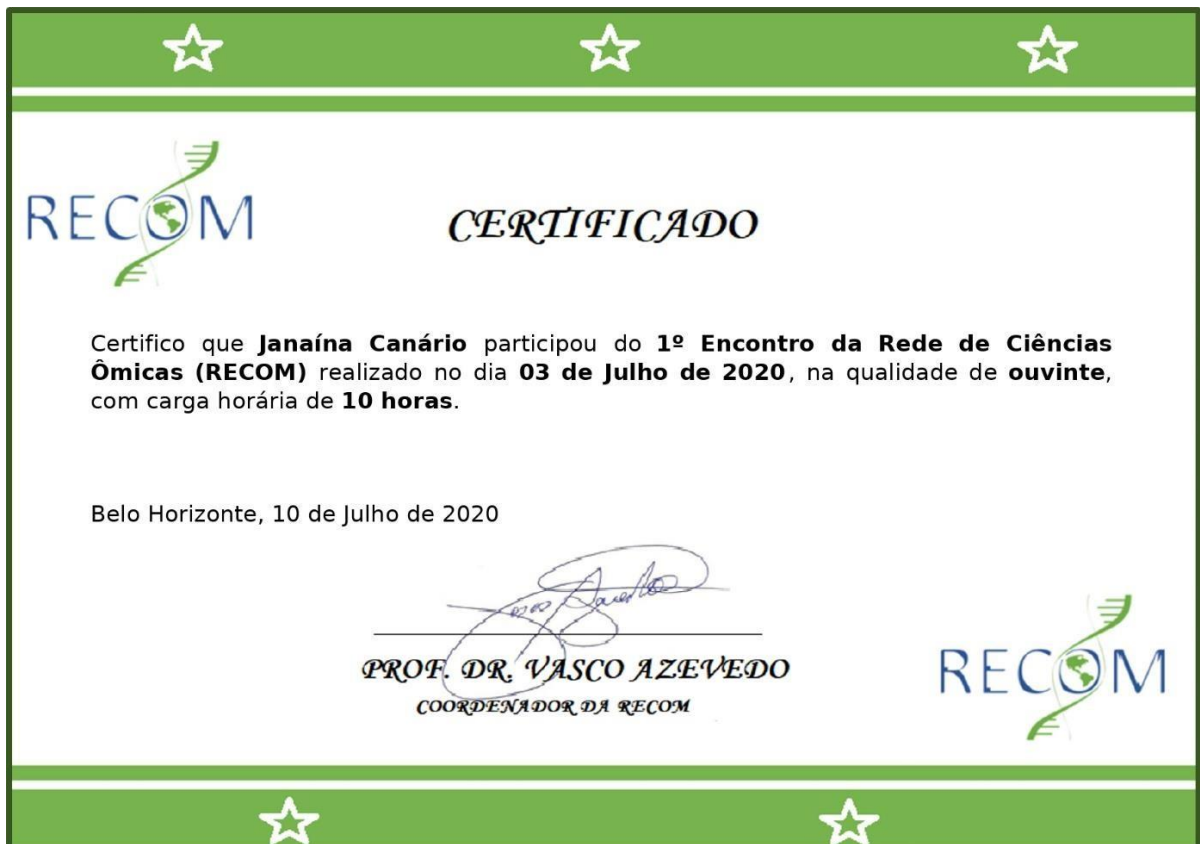 RECOM
CERTIFICADO
Certifico que Janaína Canário participou do 1º Encontro da Rede de Ciências
Ômicas (RECOM) realizado no dia 03 de Julho de 2020, na qualidade de ouvinte,
com carga horária de 10 horas.
Belo Horizonte, 10 de Julho de 2020
PROF. DR. VASCO AZEVEDO
COORDENADOR DA RECOM
RECOM